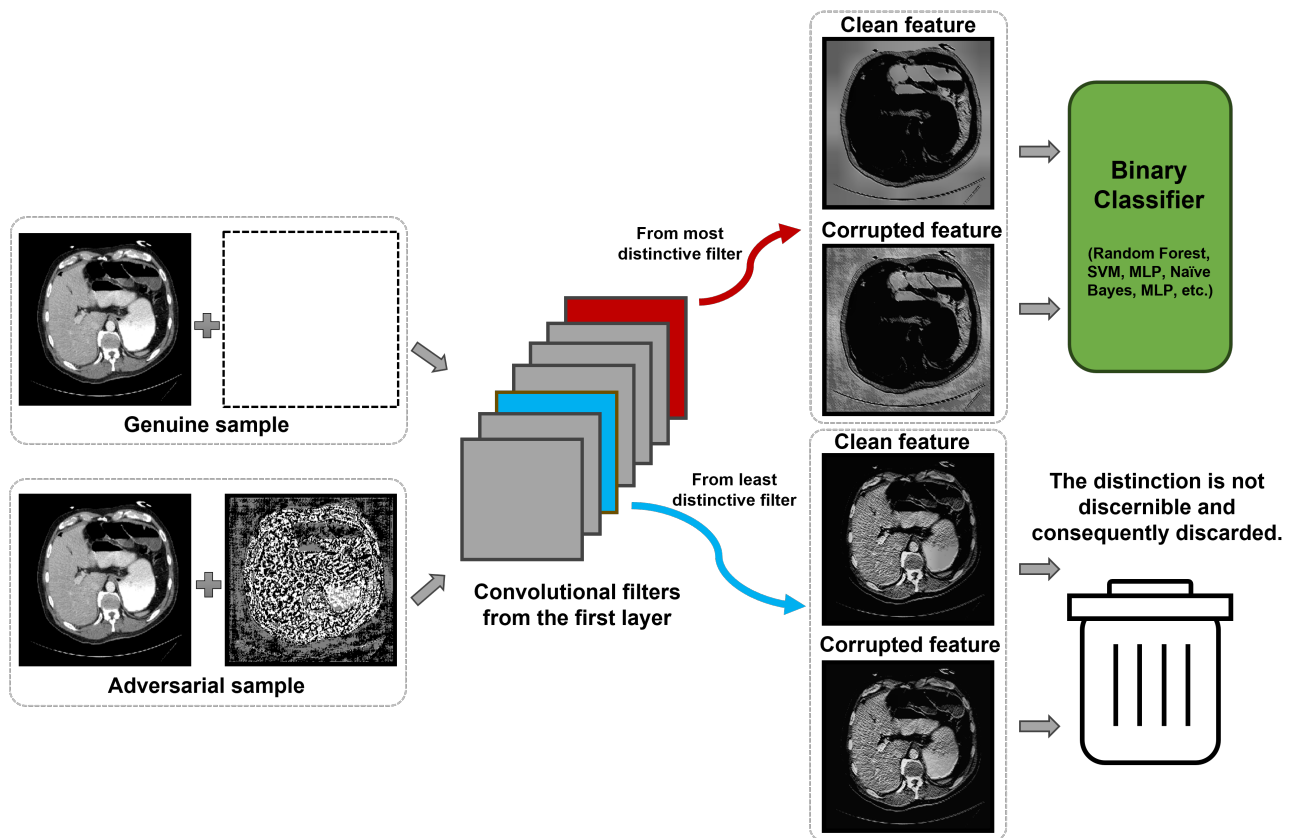 Genuine sample
Adversarial sample
Convolutional filters
from the first layer
From most
distinctive filter
From least
distinctive filter
Clean feature
Corrupted feature
Clean feature
Corrupted feature
Binary
Classifier
(Random Forest,
SVM, MLP, Naïve
Bayes, MLP, etc.)
The distinction is not
discernible and
consequently discarded.